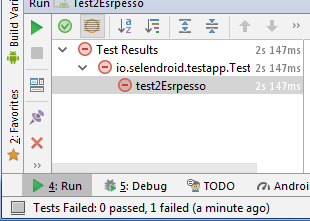 Run Test2Esrpesso
Test Results 2s 147ms
io.selendroid.testapp.Test 2s 147ms
test2Esrpesso 2s 147ms
Build Vari
2: Favorites
4: Run 5: Debug TODO Androi
Tests Failed: 0 passed, 1 failed (a minute ago)